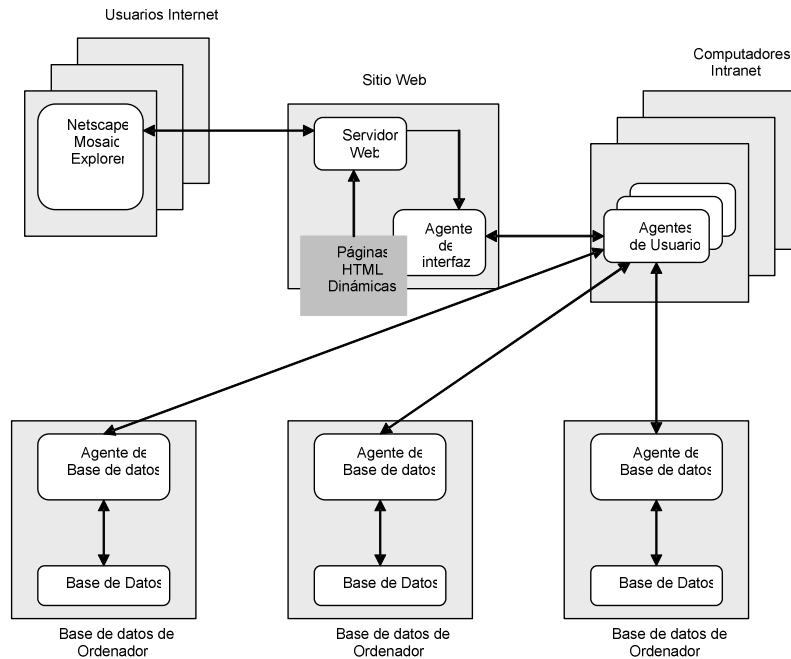 Usuarios Internet
Computadores
Intranet
Sitio Web
Netscape
Mosaic
Explorer
Servidor
Web
Agente
de
interfaz
Páginas
HTML
Dinámicas
Agentes
de Usuario
Agente de
Base de datos
Base de Datos
Base de datos de
Ordenador
Agente de
Base de datos
Base de Datos
Base de datos de
Ordenador
Agente de
Base de datos
Base de Datos
Base de datos de
Ordenador